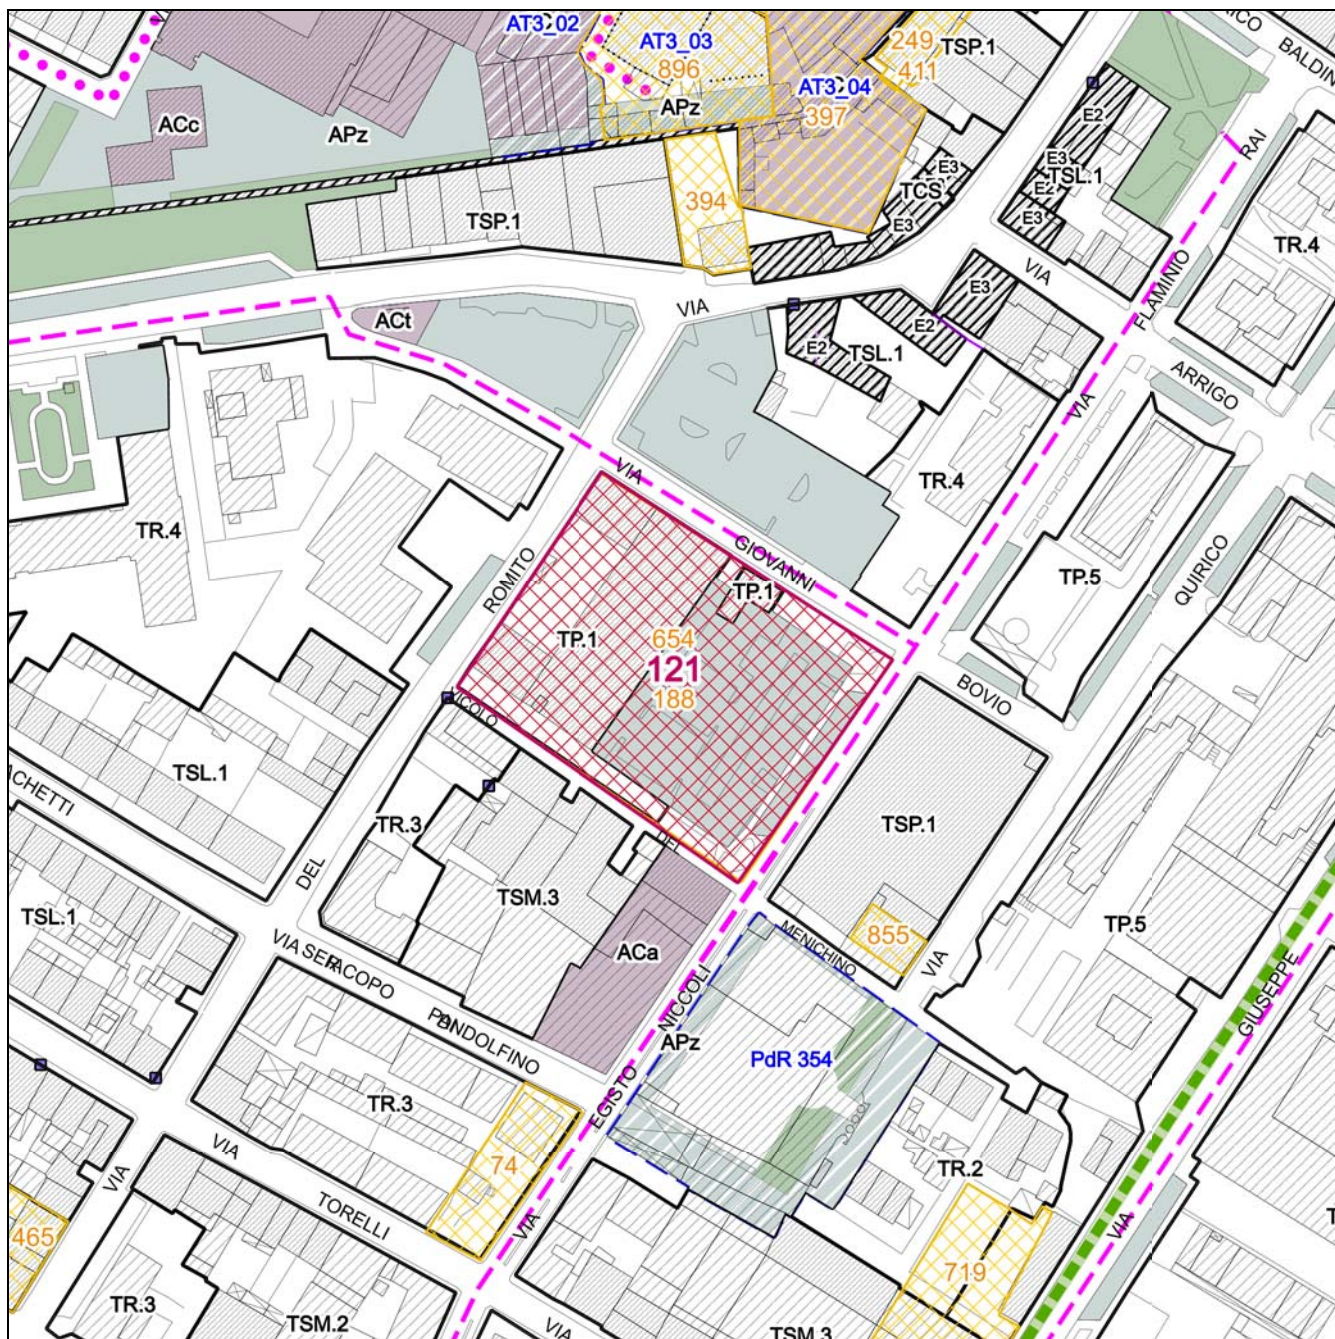 AT3_02
AT3_03
896
249
411
TSP.1
BALDIN
AT3_04
397
APz
ACc
APz
E2
E3
TSL.1
E2
E3
RAI
E3
TCS
E3
394
TSP.1
TR.4
VIA
FLAMINIO
E3
VIA
ACt
E2
E2
TSL.1
ARRIGO
VIA
VIA
GIOVANNI
BOVIO
TR.4
TR.4
ROMITO
TP.1
TP.1
654
121
188
TP.5
QUIRICO
VICOLO
DEL
MENICHINO
TSL.1
ACHETTI
TR.3
DEL
TSP.1
TSM.3
TP.5
855
VIA
TSL.1
ACa
VIA SER
IACOPO
PANDOLFINO
NICCOLI
APz
PdR 354
GIUSEPPE
EGISTO
TR.3
74
VIA
TORELLI
VIA
TR.2
VIA
VIA
465
719
TR.3
TSM.2
VIA
TSM.3